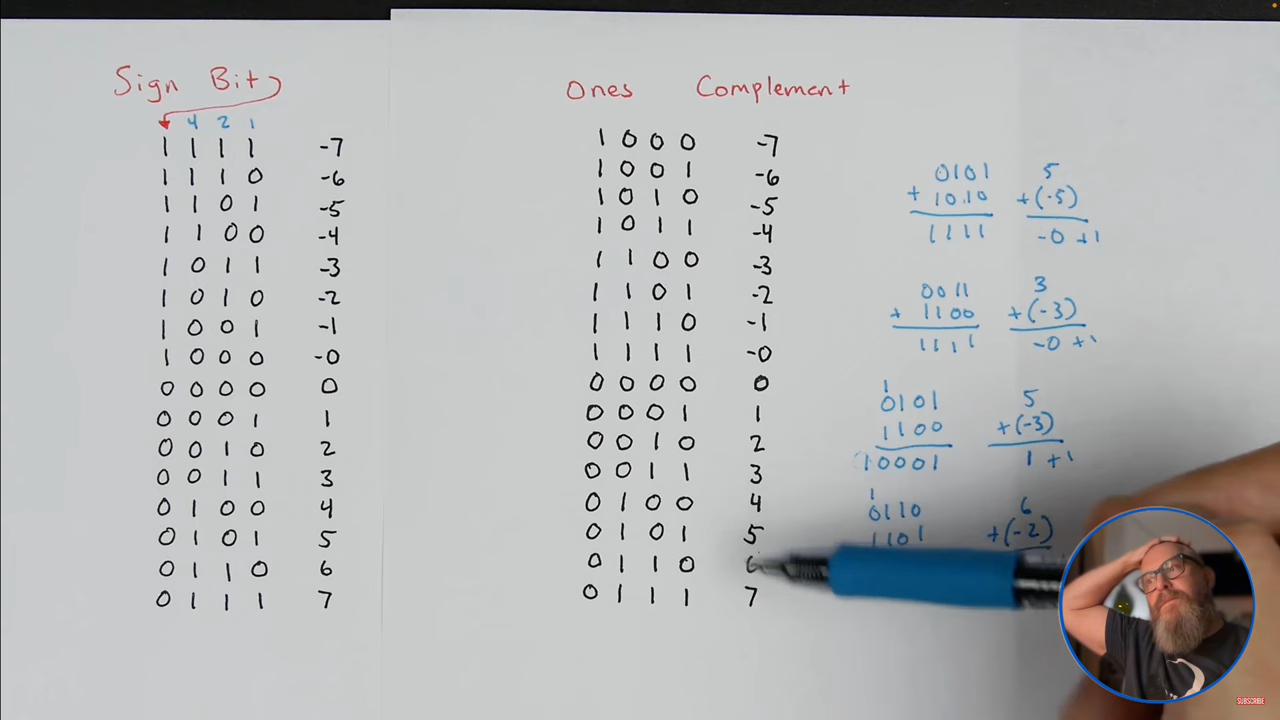 Sign Bit
4 2 1
1 1 1 1 -7
1 1 1 0 -6
1 1 0 1 -5
1 1 0 0 -4
1 0 1 1 -3
1 0 1 0 -2
1 0 0 1 -1
1 0 0 0 -0
0 0 0 0 0
0 0 0 1 1
0 0 1 0 2
0 0 1 1 3
0 1 0 0 4
0 1 0 1 5
0 1 1 0 6
0 1 1 1 7
Ones Complement
1 0 0 0 -7
1 0 0 1 -6
1 0 1 0 -5
1 0 1 1 -4
1 1 0 0 -3
1 1 0 1 -2
1 1 1 0 -1
1 1 1 1 -0
0 0 0 0 0
0 0 0 1 1
0 0 1 0 2
0 0 1 1 3
0 1 0 0 4
0 1 0 1 5
0 1 1 0 6
0 1 1 1 7
0101 5
+ 1010 +(-5)
1111 -0 +1
0011 3
+ 1100 +(-3)
1111 -0 +1
1
0101 5
1100 +(-3)
10001 1 +1
1
0110 6
1101 +(-2)
SUBSCRIBE